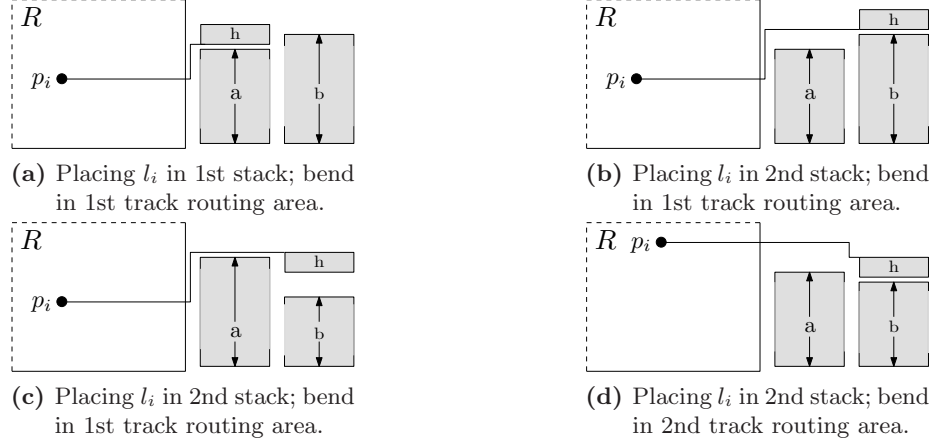 R
h
p_i
a
b
(a) Placing l_i in 1st stack; bend
in 1st track routing area.
R
h
p_i
a
b
(b) Placing l_i in 2nd stack; bend
in 1st track routing area.
R
h
p_i
a
b
(c) Placing l_i in 2nd stack; bend
in 1st track routing area.
R p_i
h
a
b
(d) Placing l_i in 2nd stack; bend
in 2nd track routing area.